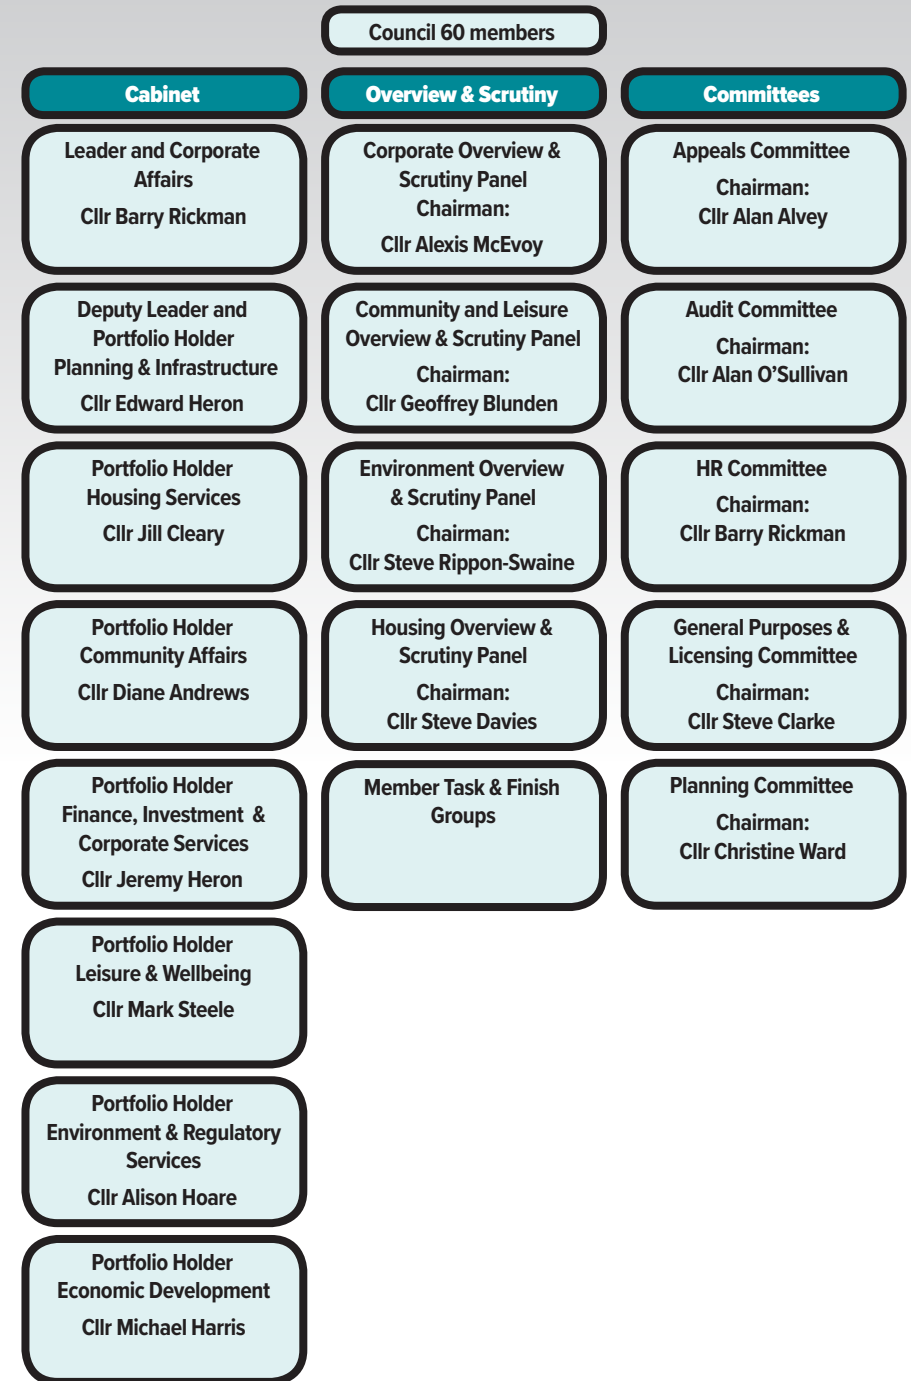 Council 60 members
Cabinet
Leader and Corporate
Affairs
Cllr Barry Rickman
Deputy Leader and
Portfolio Holder
Planning & Infrastructure
Cllr Edward Heron
Portfolio Holder
Housing Services
Cllr Jill Cleary
Portfolio Holder
Community Affairs
Cllr Diane Andrews
Portfolio Holder
Finance, Investment &
Corporate Services
Cllr Jeremy Heron
Portfolio Holder
Leisure & Wellbeing
Cllr Mark Steele
Portfolio Holder
Environment & Regulatory
Services
Cllr Alison Hoare
Portfolio Holder
Economic Development
Cllr Michael Harris
Overview & Scrutiny
Corporate Overview &
Scrutiny Panel
Chairman:
Cllr Alexis McEvoy
Community and Leisure
Overview & Scrutiny Panel
Chairman:
Cllr Geoffrey Blunden
Environment Overview
& Scrutiny Panel
Chairman:
Cllr Steve Rippon-Swaine
Housing Overview &
Scrutiny Panel
Chairman:
Cllr Steve Davies
Member Task & Finish
Groups
Committees
Appeals Committee
Chairman:
Cllr Alan Alvey
Audit Committee
Chairman:
Cllr Alan O’Sullivan
HR Committee
Chairman:
Cllr Barry Rickman
General Purposes &
Licensing Committee
Chairman:
Cllr Steve Clarke
Planning Committee
Chairman:
Cllr Christine Ward